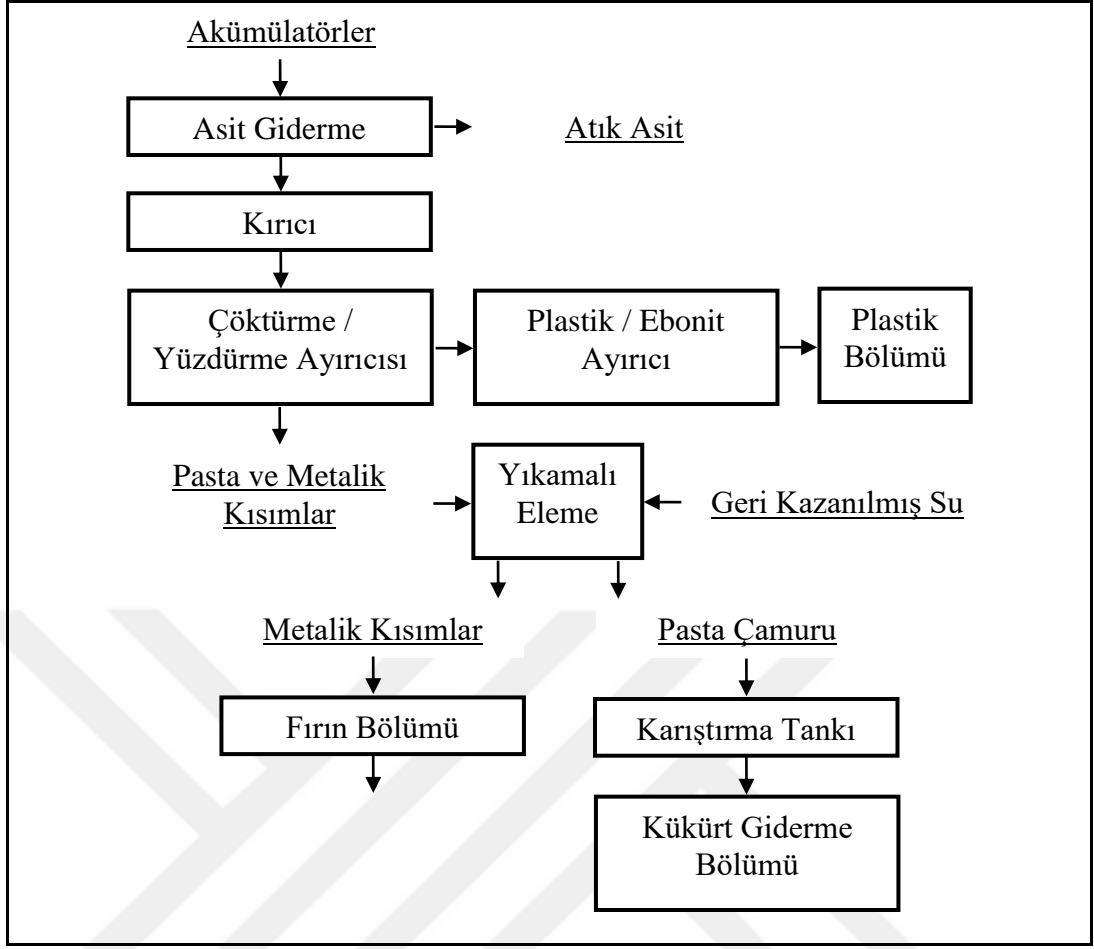 Akümülatörler
Asit Giderme
Atık Asit
Kırıcı
Çöktürme /
Yüzdürme Ayırıcısı
Plastik / Ebonit
Ayırıcı
Plastik
Bölümü
Pasta ve Metalik
Kısımlar
Yıkamalı
Eleme
Geri Kazanılmış Su
Metalik Kısımlar
Pasta Çamuru
Fırın Bölümü
Karıştırma Tankı
Kükürt Giderme
Bölümü